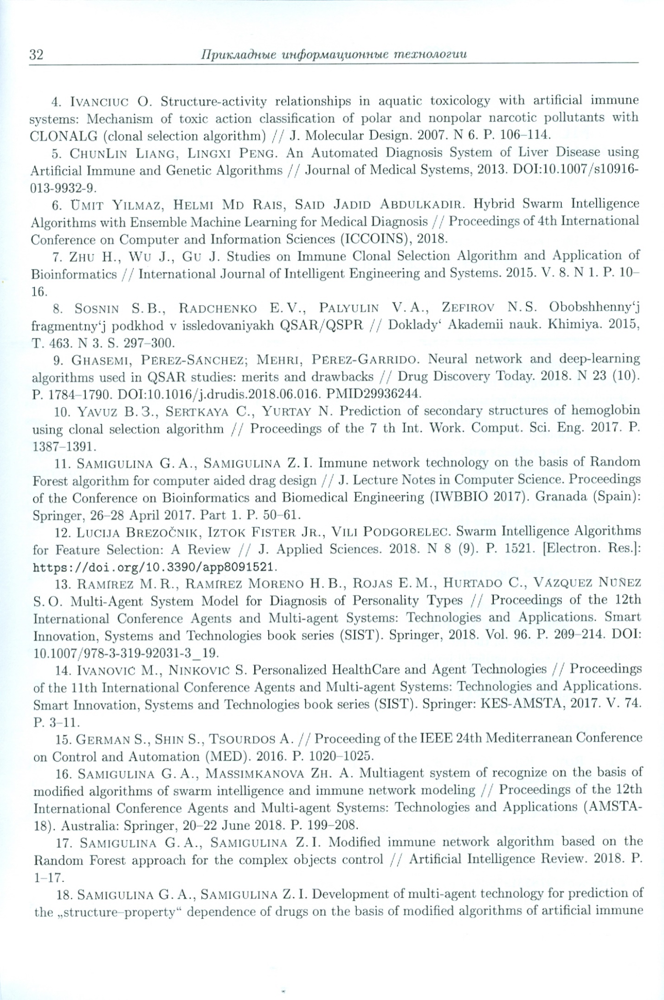 32
Прикладные информационные технологии
4. Ivanciuc O. Structure-activity relationships in aquatic toxicology with artificial immune
systems: Mechanism of toxic action classification of polar and nonpolar narcotic pollutants with
CLONALG (clonal selection algorithm) // J. Molecular Design. 2007. N 6. P. 106–114.
5. ChunLin Liang, Lingxi Peng. An Automated Diagnosis System of Liver Disease using
Artificial Immune and Genetic Algorithms // Journal of Medical Systems, 2013. DOI:10.1007/s10916-
013-9932-9.
6. Ümit Yilmaz, Helmi Md Rais, Said Jadid Abdulkadir. Hybrid Swarm Intelligence
Algorithms with Ensemble Machine Learning for Medical Diagnosis // Proceedings of 4th International
Conference on Computer and Information Sciences (ICCOINS), 2018.
7. Zhu H., Wu J., Gu J. Studies on Immune Clonal Selection Algorithm and Application of
Bioinformatics // International Journal of Intelligent Engineering and Systems. 2015. V. 8. N 1. P. 10–
16.
8. Sosnin S. B., Radchenko E. V., Palyulin V. A., Zefirov N. S. Obobshhenny‘j
fragmentny‘j podkhod v issledovaniyakh QSAR/QSPR // Doklady‘ Akademii nauk. Khimiya. 2015,
T. 463. N 3. S. 297–300.
9. Ghasemi, Pérez-Sánchez; Mehri, Pérez-Garrido. Neural network and deep-learning
algorithms used in QSAR studies: merits and drawbacks // Drug Discovery Today. 2018. N 23 (10).
P. 1784–1790. DOI:10.1016/j.drudis.2018.06.016. PMID29936244.
10. Yavuz B. З., Sertkaya C., Yurtay N. Prediction of secondary structures of hemoglobin
using clonal selection algorithm // Proceedings of the 7 th Int. Work. Comput. Sci. Eng. 2017. P.
1387–1391.
11. Samigulina G. A., Samigulina Z. I. Immune network technology on the basis of Random
Forest algorithm for computer aided drag design // J. Lecture Notes in Computer Science. Proceedings
of the Conference on Bioinformatics and Biomedical Engineering (IWBBIO 2017). Granada (Spain):
Springer, 26–28 April 2017. Part 1. P. 50–61.
12. Lucija Brezočnik, Iztok Fister Jr., Vili Podgorelec. Swarm Intelligence Algorithms
for Feature Selection: A Review // J. Applied Sciences. 2018. N 8 (9). P. 1521. [Electron. Res.]:
https://doi.org/10.3390/app8091521.
13. Ramírez M. R., Ramírez Moreno H. B., Rojas E. M., Hurtado C., Vázquez Núñez
S. O. Multi-Agent System Model for Diagnosis of Personality Types // Proceedings of the 12th
International Conference Agents and Multi-agent Systems: Technologies and Applications. Smart
Innovation, Systems and Technologies book series (SIST). Springer, 2018. Vol. 96. P. 209–214. DOI:
10.1007/978-3-319-92031-3_19.
14. Ivanović M., Ninković S. Personalized HealthCare and Agent Technologies // Proceedings
of the 11th International Conference Agents and Multi-agent Systems: Technologies and Applications.
Smart Innovation, Systems and Technologies book series (SIST). Springer: KES-AMSTA, 2017. V. 74.
P. 3–11.
15. German S., Shin S., Tsourdos A. // Proceeding of the IEEE 24th Mediterranean Conference
on Control and Automation (MED). 2016. P. 1020–1025.
16. Samigulina G. A., Massimkanova Zh. A. Multiagent system of recognize on the basis of
modified algorithms of swarm intelligence and immune network modeling // Proceedings of the 12th
International Conference Agents and Multi-agent Systems: Technologies and Applications (AMSTA-
18). Australia: Springer, 20–22 June 2018. P. 199–208.
17. Samigulina G. A., Samigulina Z. I. Modified immune network algorithm based on the
Random Forest approach for the complex objects control // Artificial Intelligence Review. 2018. P.
1–17.
18. Samigulina G. A., Samigulina Z. I. Development of multi-agent technology for prediction of
the „structure–property“ dependence of drugs on the basis of modified algorithms of artificial immune